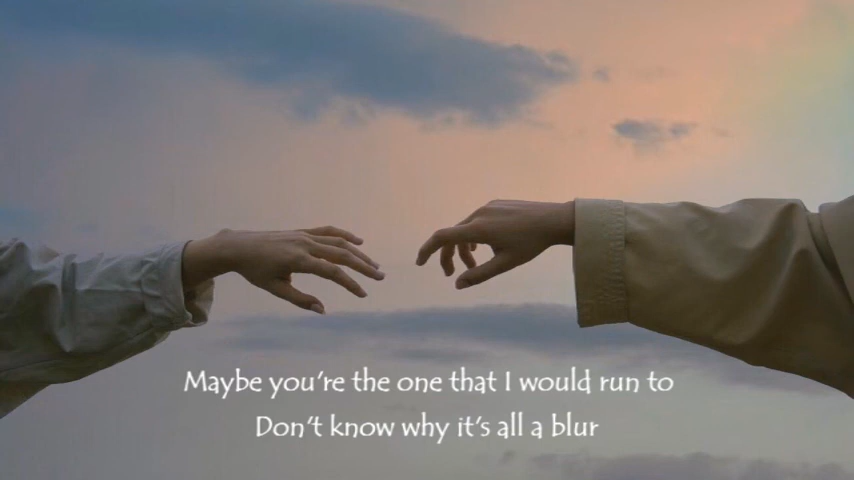 Maybe you're the one that I would run to
Don't know why it's all a blur